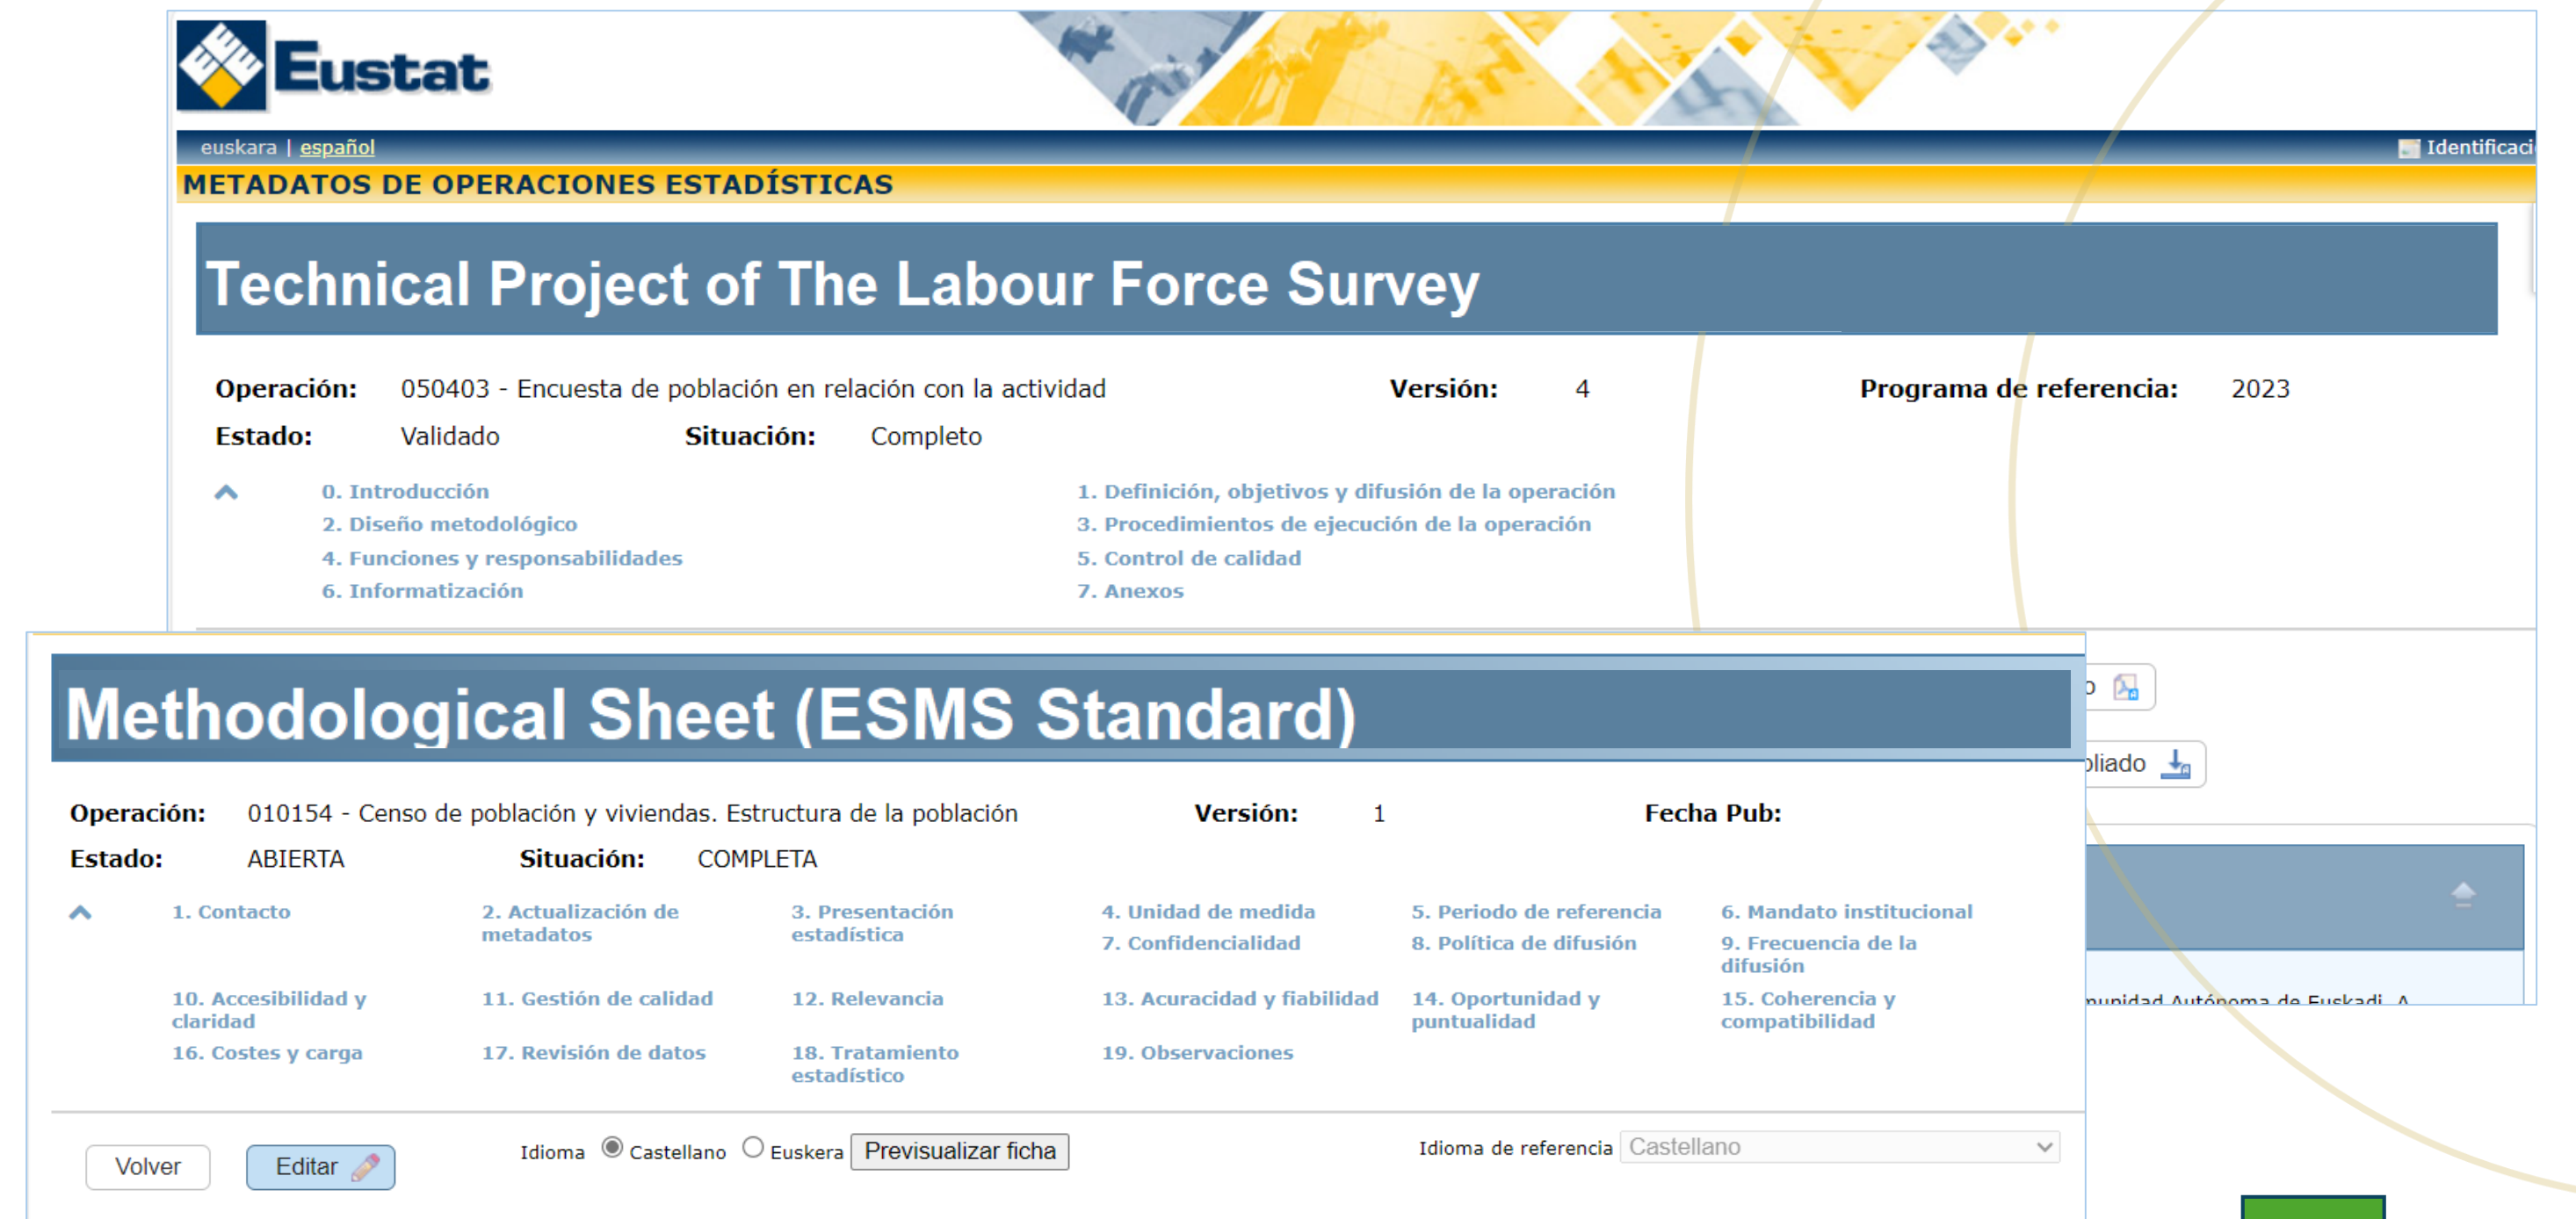 Eustat
euskara | español
Identificaci
METADATOS DE OPERACIONES ESTADÍSTICAS
Technical Project of The Labour Force Survey
Operación: 050403 - Encuesta de población en relación con la actividad Versión: 4 Programa de referencia: 2023
Estado: Validado Situación: Completo
0. Introducción 1. Definición, objetivos y difusión de la operación
2. Diseño metodológico 3. Procedimientos de ejecución de la operación
4. Funciones y responsabilidades 5. Control de calidad
6. Informatización 7. Anexos
Methodological Sheet (ESMS Standard)
Operación: 010154 - Censo de población y viviendas. Estructura de la población Versión: 1 Fecha Pub:
Estado: ABIERTA Situación: COMPLETA
1. Contacto 2. Actualización de 3. Presentación 4. Unidad de medida 5. Periodo de referencia 6. Mandato institucional
metadatos estadística 7. Confidencialidad 8. Política de difusión 9. Frecuencia de la
difusión
10. Accesibilidad y 11. Gestión de calidad 12. Relevancia 13. Acuracidad y fiabilidad 14. Oportunidad y 15. Coherencia y
claridad puntualidad compatibilidad
16. Costes y carga 17. Revisión de datos 18. Tratamiento 19. Observaciones
estadístico
Volver Editar Idioma Castellano Euskera Previsualizar ficha Idioma de referencia Castellano
o
pliado
munidad Autónoma de Euskadi. A